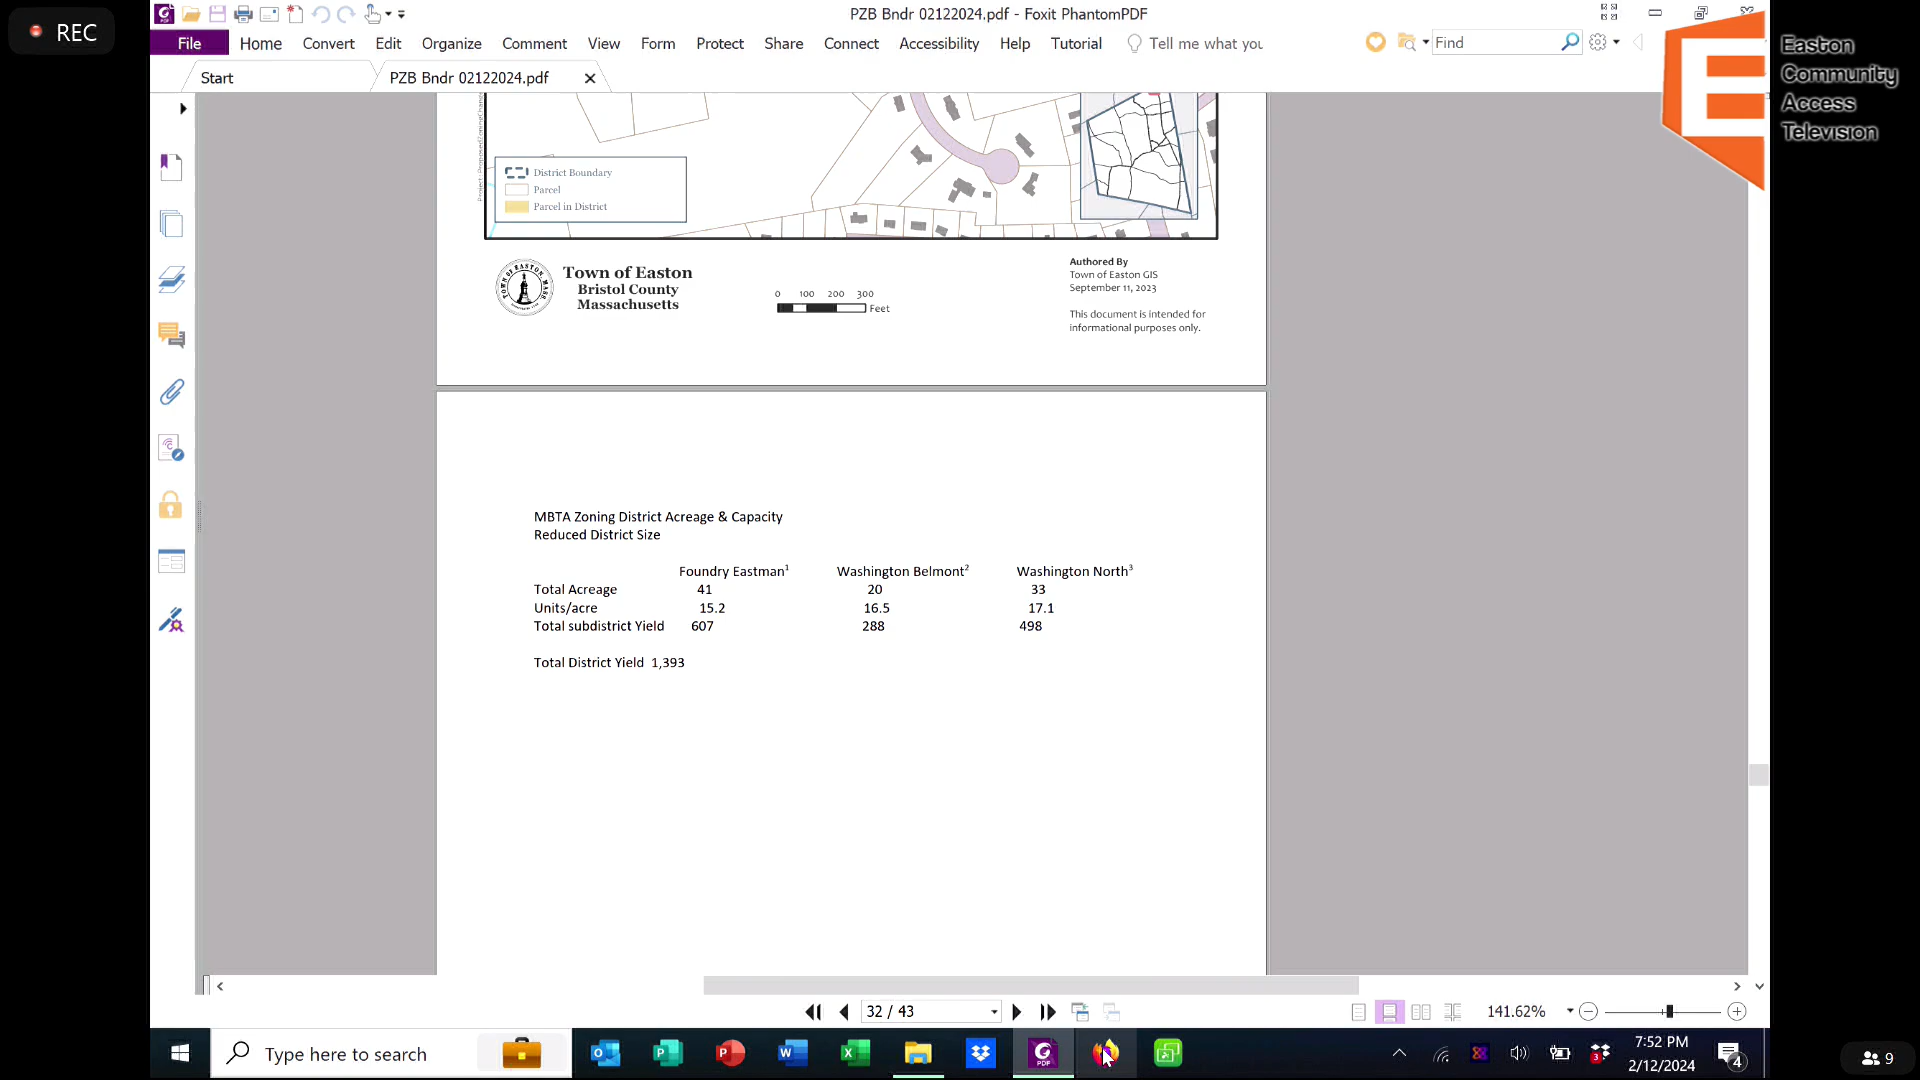 REC
PZB Bndr 02122024.pdf - Foxit PhantomPDF
File Home Convert Edit Organize Comment View Form Protect Share Connect Accessibility Help Tutorial Tell me what you Find
Start PZB Bndr 02122024.pdf
Easton
Community
Access
Television
District Boundary
Parcel
Parcel in District
Town of Easton
Bristol County
Massachusetts
0 100 200 300
Feet
Authored By
Town of Easton GIS
September 11, 2023
This document is intended for
informational purposes only.
MBTA Zoning District Acreage & Capacity
Reduced District Size
Foundry Eastman¹ Washington Belmont² Washington North³
Total Acreage 41 20 33
Units/acre 15.2 16.5 17.1
Total subdistrict Yield 607 288 498
Total District Yield 1,393
32 / 43
141.62%
Type here to search
7:52 PM
2/12/2024
4
9